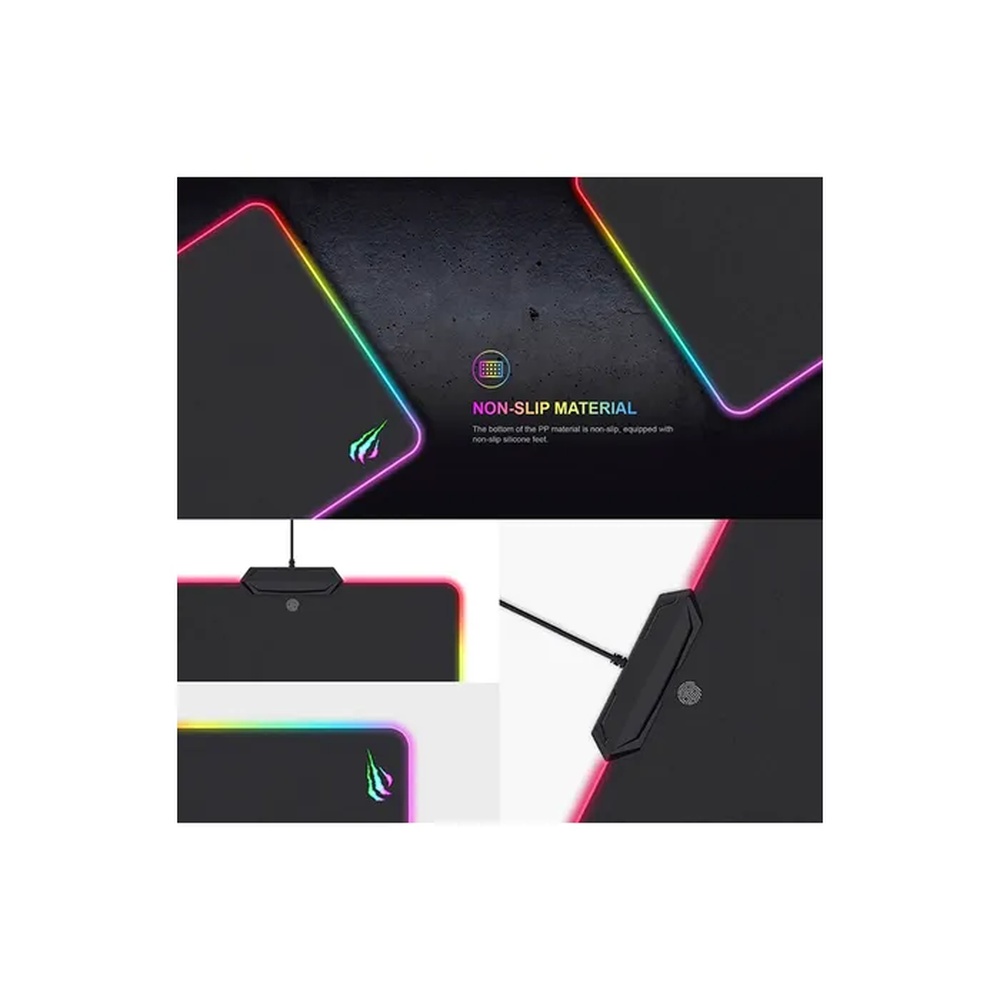 NON-SLIP MATERIAL
The bottom of the PP material is non-slip, equipped with
non-slip silicone feet.